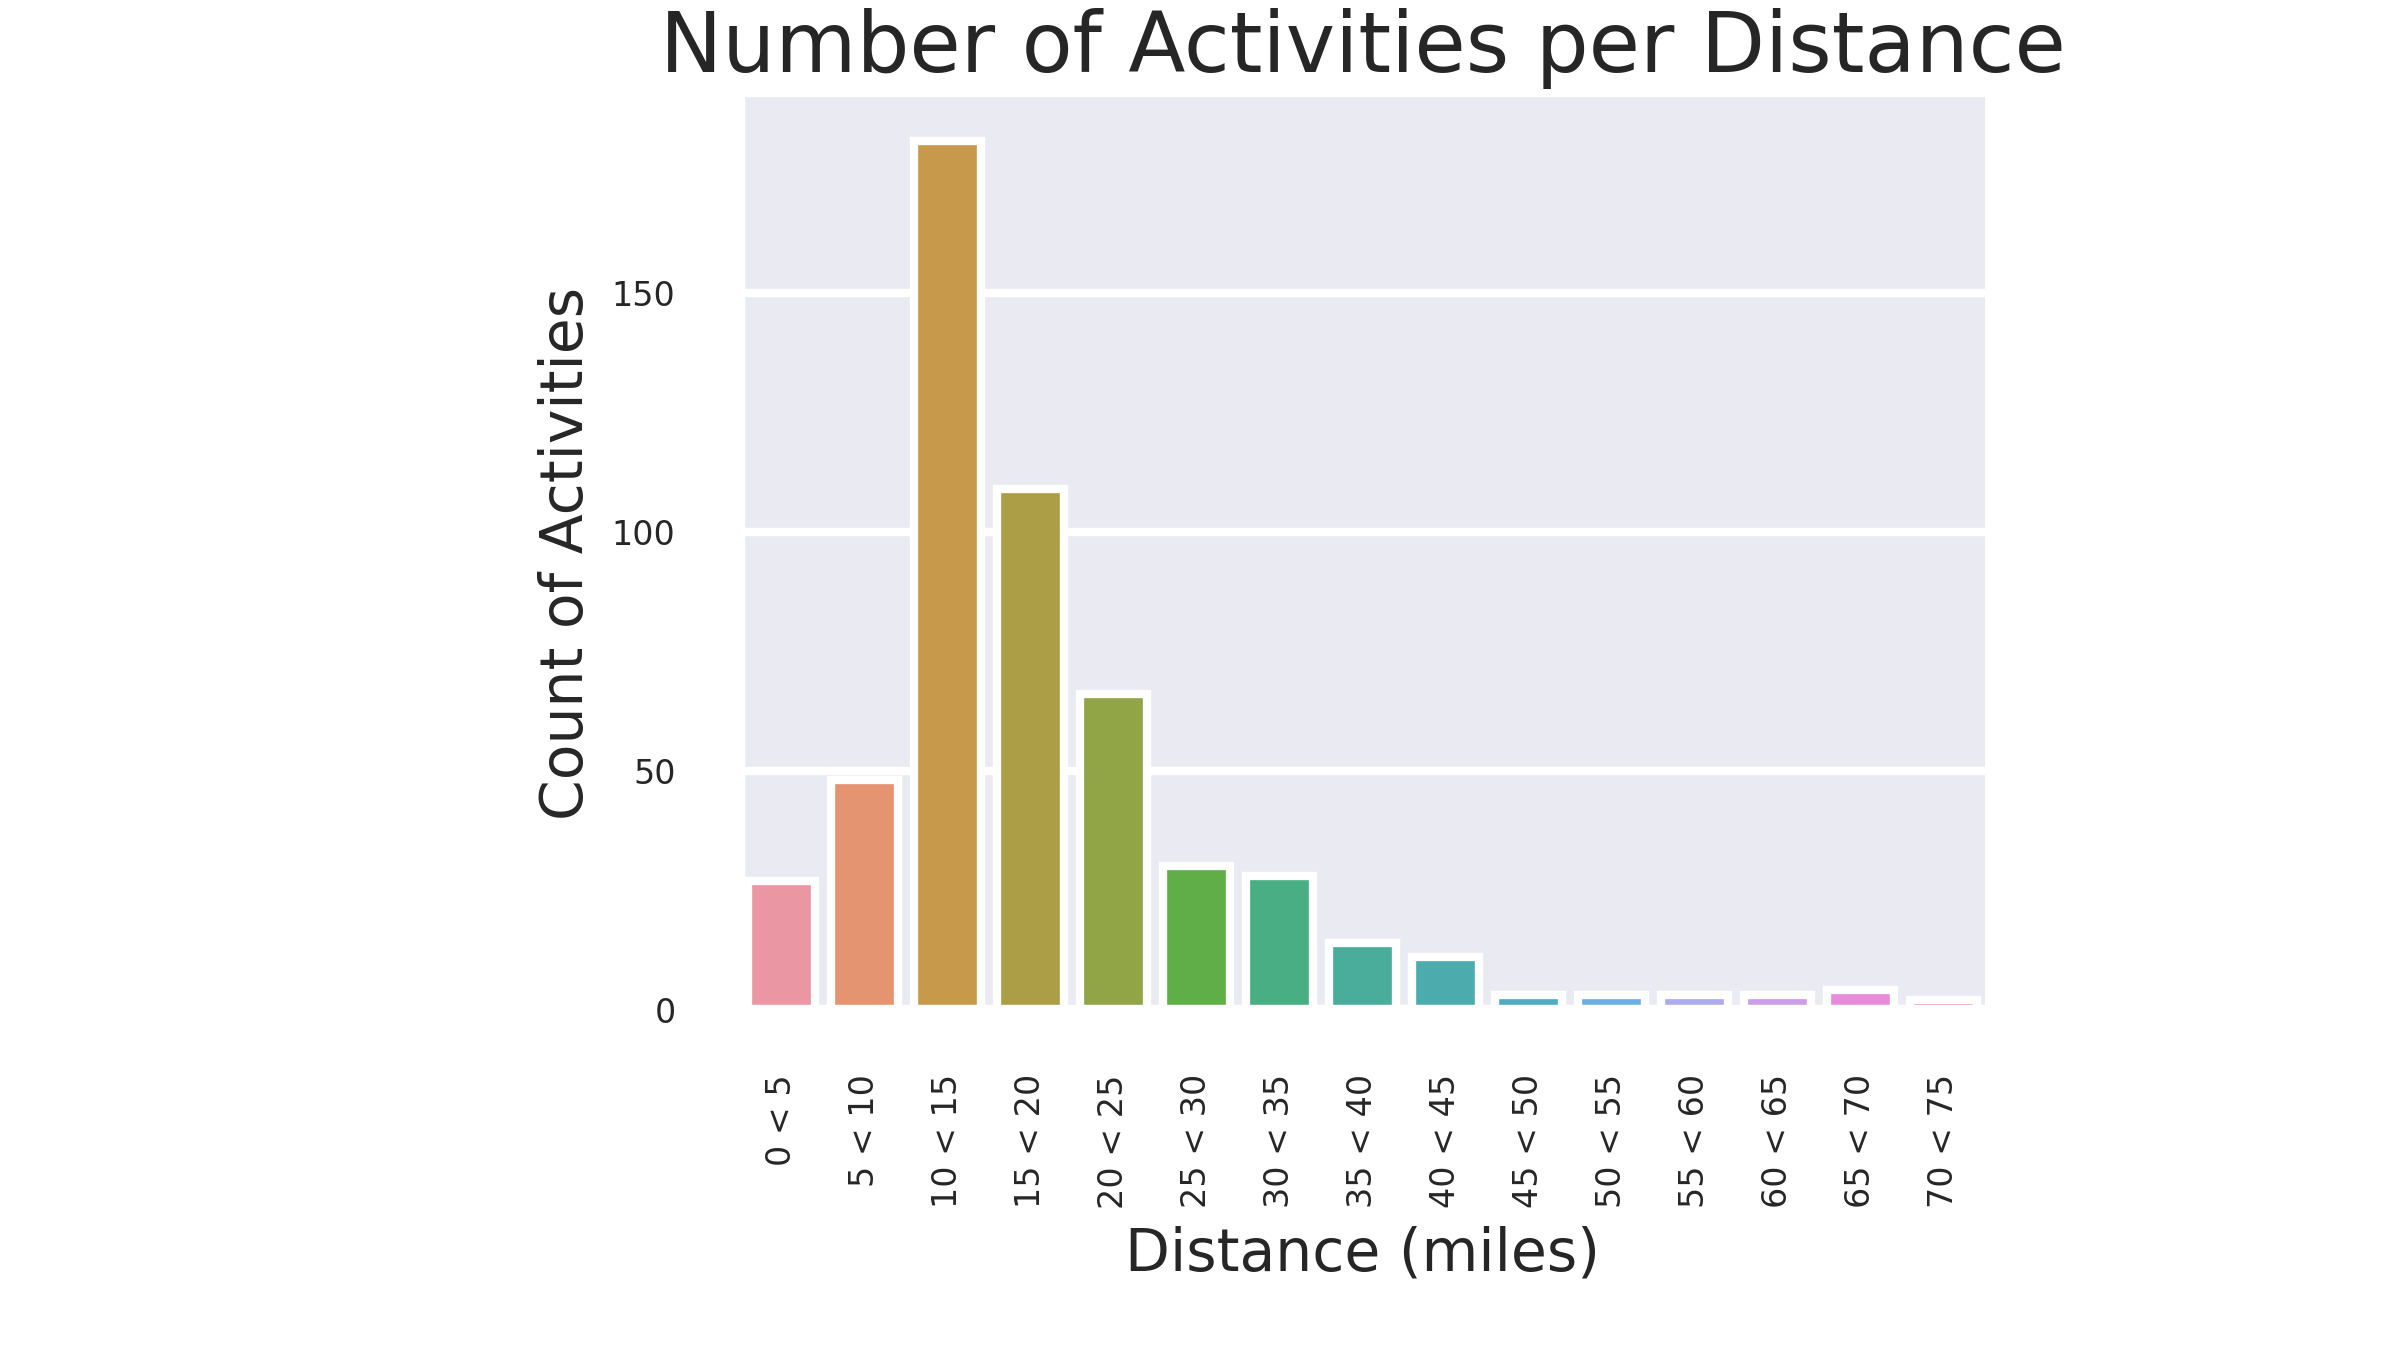 Number of Activities per Distance
Count of Activities
150
100
50
0
0 < 5
5 < 10
10 < 15
15 < 20
20 < 25
25 < 30
30 < 35
35 < 40
40 < 45
45 < 50
50 < 55
55 < 60
60 < 65
65 < 70
70 < 75
Distance (miles)